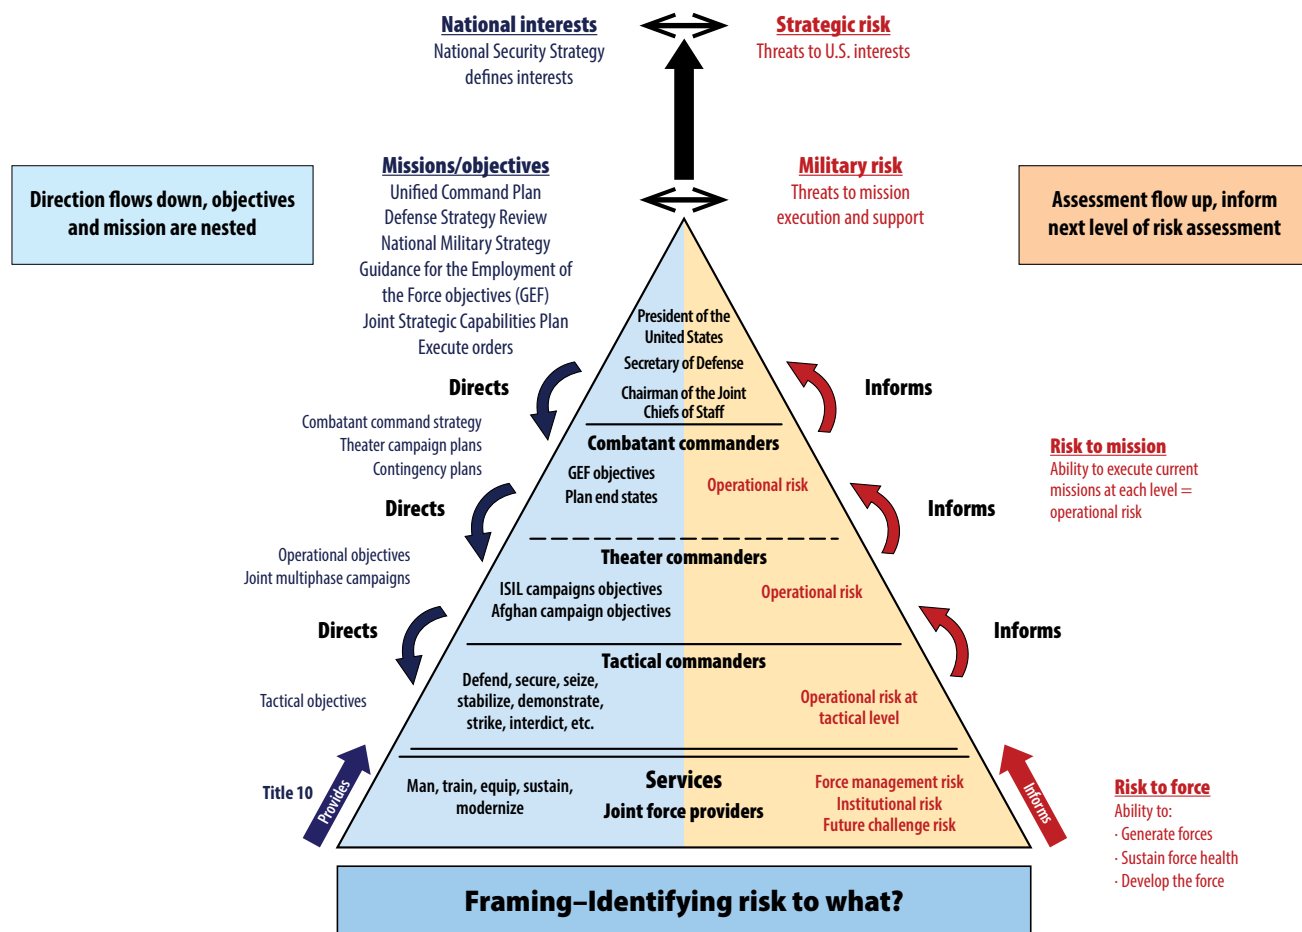 National interests
National Security Strategy
defines interests
Strategic risk
Threats to U.S. interests
Direction flows down, objectives
and mission are nested
Missions/objectives
Unified Command Plan
Defense Strategy Review
National Military Strategy
Guidance for the Employment of
the Force objectives (GEF)
Joint Strategic Capabilities Plan
Execute orders
Military risk
Threats to mission
execution and support
Assessment flow up, inform
next level of risk assessment
President of the
United States
Secretary of Defense
Chairman of the Joint
Chiefs of Staff
Directs
Informs
Combatant command strategy
Theater campaign plans
Contingency plans
Combatant commanders
GEF objectives
Plan end states
Operational risk
Risk to mission
Ability to execute current
missions at each level =
operational risk
Directs
Informs
Operational objectives
Joint multiphase campaigns
Theater commanders
ISIL campaigns objectives
Afghan campaign objectives
Operational risk
Directs
Informs
Tactical objectives
Tactical commanders
Defend, secure, seize,
stabilize, demonstrate,
strike, interdict, etc.
Operational risk at
tactical level
Title 10
Provides
Man, train, equip, sustain,
modernize
Services
Joint force providers
Force management risk
Institutional risk
Future challenge risk
Informs
Risk to force
Ability to:
· Generate forces
· Sustain force health
· Develop the force
Framing–Identifying risk to what?